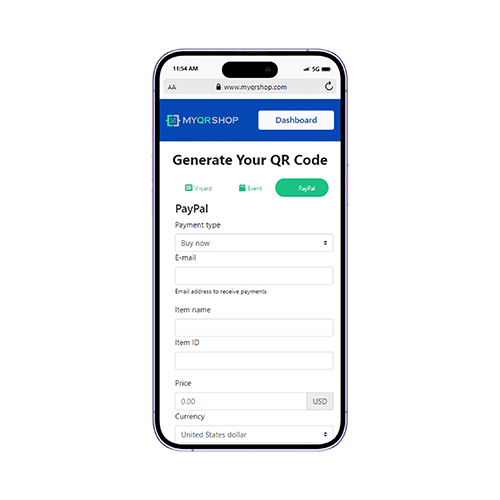 11:54 AM
5G
AA
www.myqrshop.com
MYQRSHOP
Dashboard
Generate Your QR Code
V-card
Event
PayPal
PayPal
Payment type
Buy now
E-mail
Email address to receive payments
Item name
Item ID
Price
0.00
USD
Currency
United States dollar